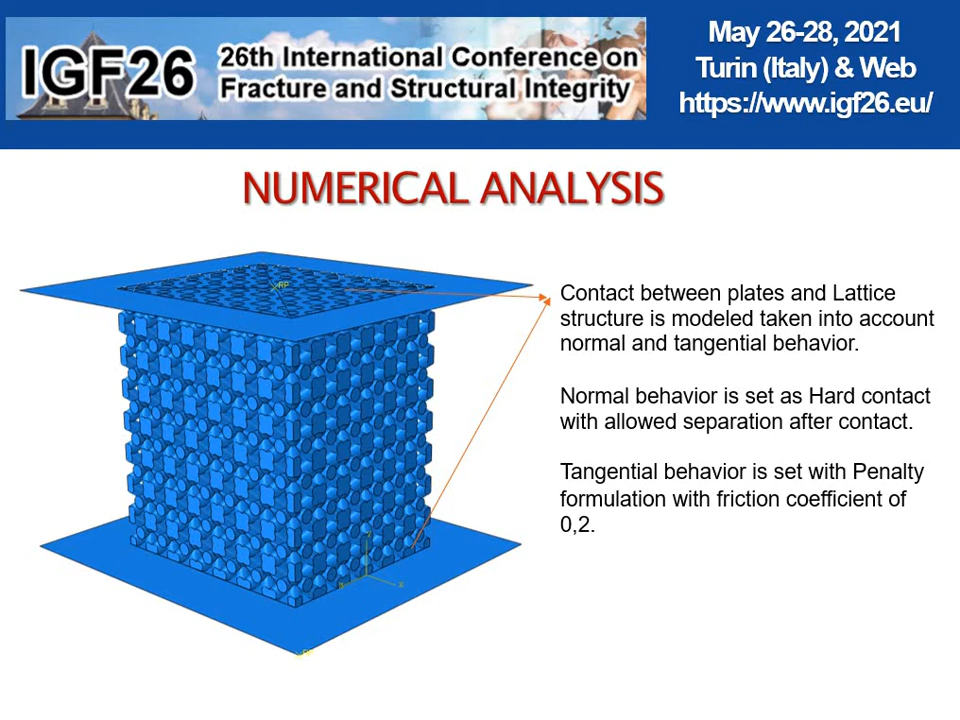 IGF26
26th International Conference on
Fracture and Structural Integrity
May 26-28, 2021
Turin (Italy) & Web
https://www.igf26.eu/
NUMERICAL ANALYSIS
RP
Contact between plates and Lattice
structure is modeled taken into account
normal and tangential behavior.
Normal behavior is set as Hard contact
with allowed separation after contact.
Tangential behavior is set with Penalty
formulation with friction coefficient of
0,2.
RP